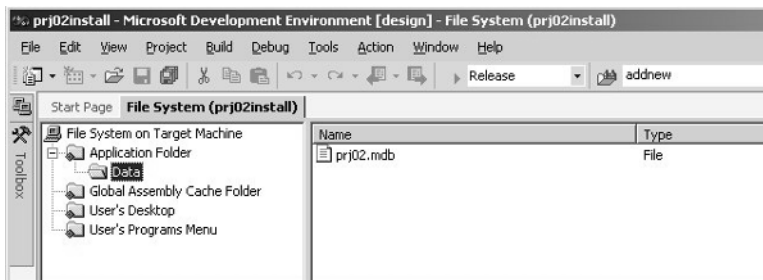 prj02install - Microsoft Development Environment [design] - File System (prj02install)
File Edit View Project Build Debug Tools Action Window Help
Release addnew
Start Page File System (prj02install)
Toolbox
File System on Target Machine
Application Folder
Data
Global Assembly Cache Folder
User's Desktop
User's Programs Menu
Name Type
prj02.mdb File